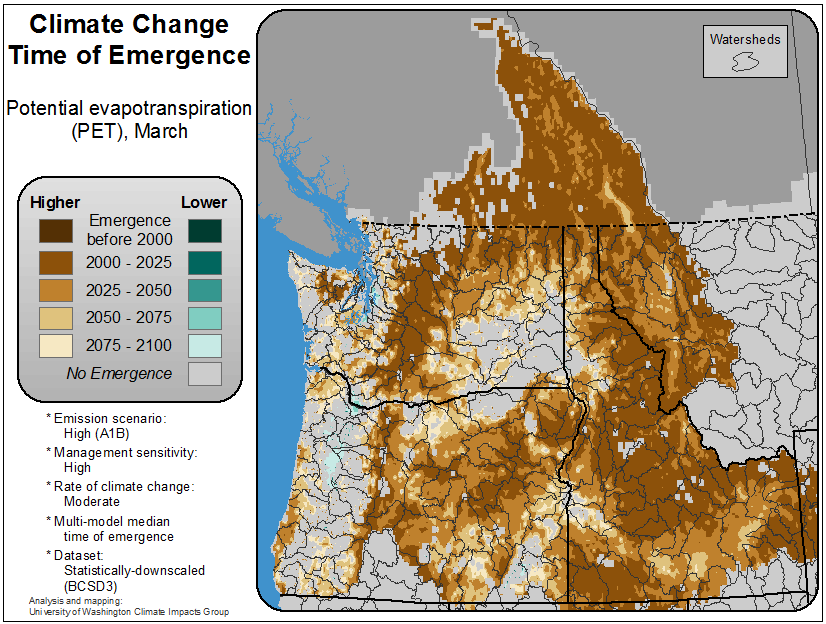 Climate Change
Time of Emergence
Potential evapotranspiration
(PET), March
Higher
Lower
Emergence
before 2000
2000 - 2025
2025 - 2050
2050 - 2075
2075 - 2100
No Emergence
* Emission scenario:
High (A1B)
* Management sensitivity:
High
* Rate of climate change:
Moderate
* Multi-model median
time of emergence
* Dataset:
Statistically-downscaled
(BCSD3)
Analysis and mapping:
University of Washington Climate Impacts Group
Watersheds